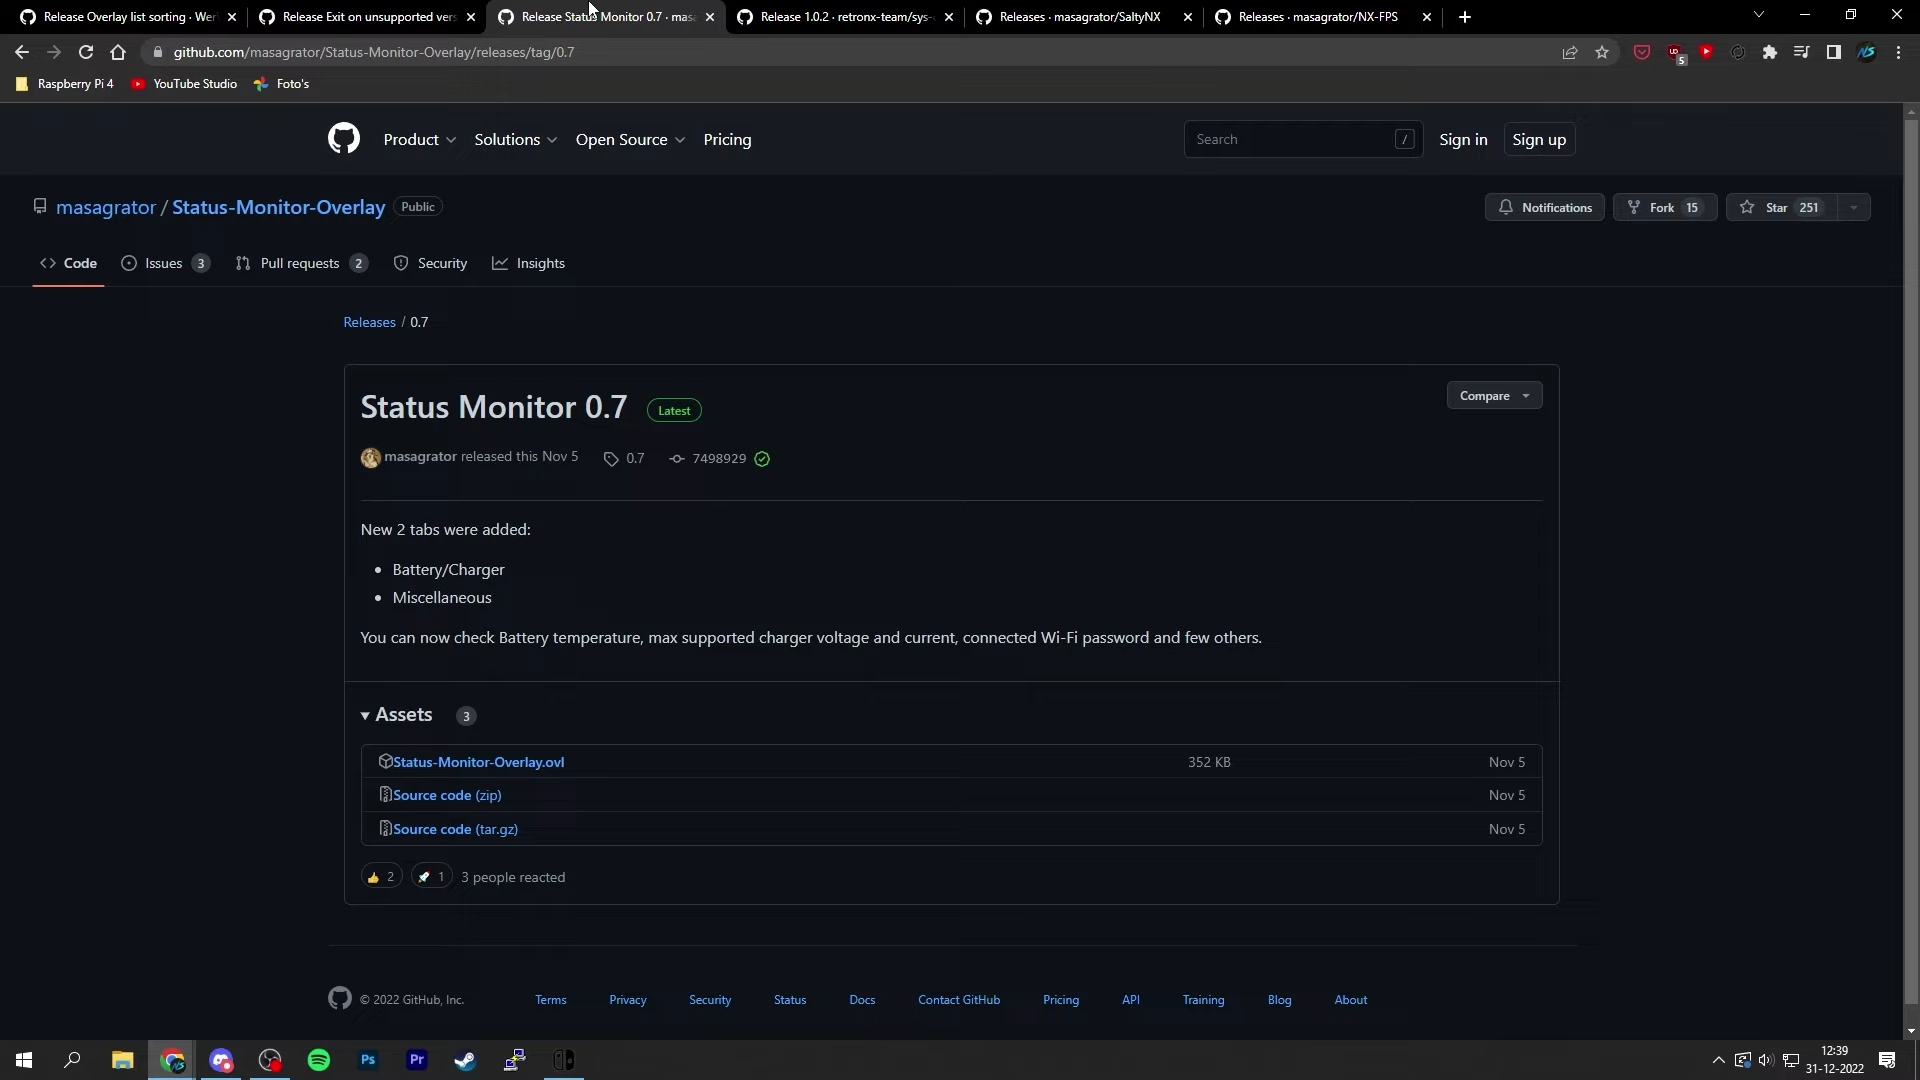 Release Overlay list sorting · Wer
Release Exit on unsupported vers
Release Status Monitor 0.7 · mas
Release 1.0.2 · retronx-team/sys-
Releases · masagrator/SaltyNX
Releases · masagrator/NX-FPS
github.com/masagrator/Status-Monitor-Overlay/releases/tag/0.7
5
Raspberry Pi 4
YouTube Studio
Foto's
Product
Solutions
Open Source
Pricing
Search
/
Sign in
Sign up
masagrator / Status-Monitor-Overlay
Public
Notifications
Fork 15
Star 251
Code
Issues 3
Pull requests 2
Security
Insights
Releases / 0.7
Status Monitor 0.7
Latest
Compare
masagrator released this Nov 5
0.7
7498929
New 2 tabs were added:
• Battery/Charger
• Miscellaneous
You can now check Battery temperature, max supported charger voltage and current, connected Wi-Fi password and few others.
Assets 3
Status-Monitor-Overlay.ovl 352 KB Nov 5
Source code (zip) Nov 5
Source code (tar.gz) Nov 5
👍 2 🚀 1 3 people reacted
© 2022 GitHub, Inc.
Terms
Privacy
Security
Status
Docs
Contact GitHub
Pricing
API
Training
Blog
About
Ps
Pr
12:39
31-12-2022